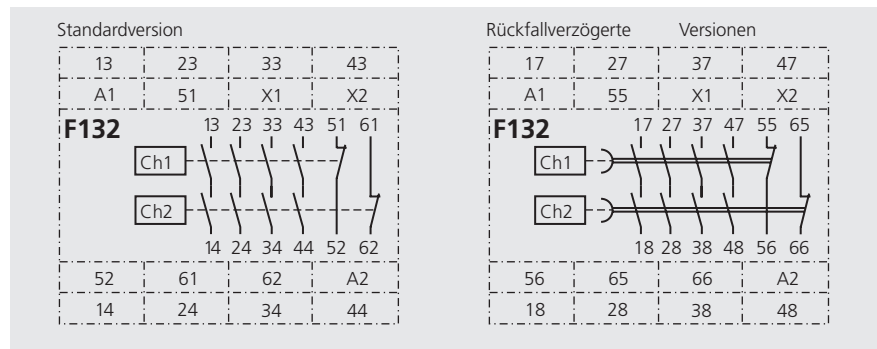 Standardversion
13 23 33 43
A1 51 X1 X2
F132 13 23 33 43 51 61
Ch1
Ch2
14 24 34 44 52 62
52 61 62 A2
14 24 34 44
Rückfallverzögerte Versionen
17 27 37 47
A1 55 X1 X2
F132 17 27 37 47 55 65
Ch1
Ch2
18 28 38 48 56 66
56 65 66 A2
18 28 38 48